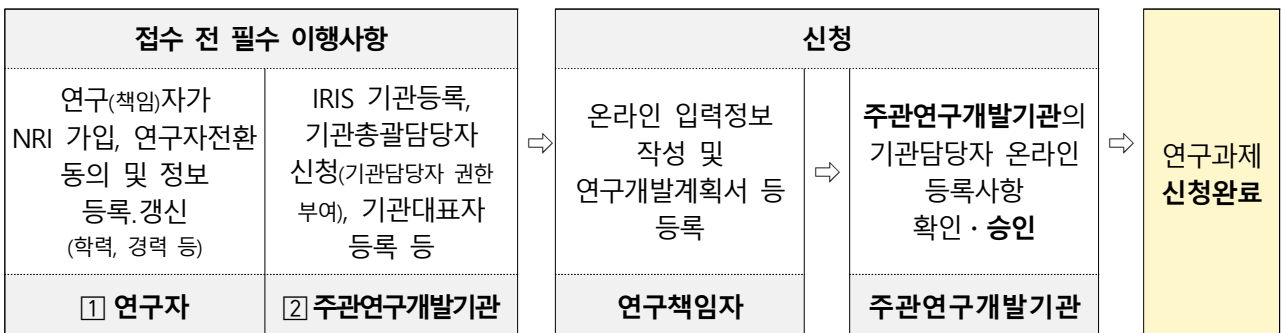 접수 전 필수 이행사항
연구(책임)자가
NRI 가입, 연구자전환
동의 및 정보
등록.갱신
(학력, 경력 등)
1 연구자
IRIS 기관등록,
기관총괄담당자
신청(기관담당자 권한
부여), 기관대표자
등록 등
2 주관연구개발기관
⇨
신청
온라인 입력정보
작성 및
연구개발계획서 등
등록
연구책임자
⇨
주관연구개발기관의
기관담당자 온라인
등록사항
확인·승인
주관연구개발기관
⇨
연구과제
신청완료